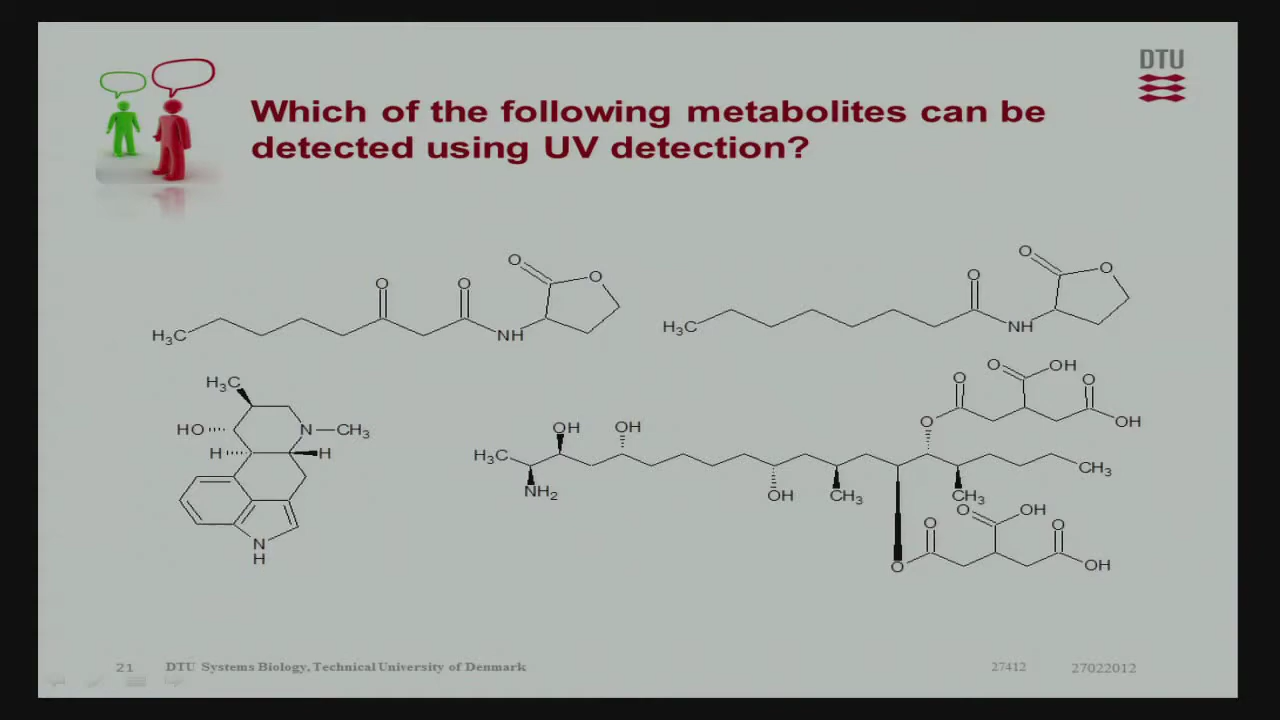 DTU
Which of the following metabolites can be
detected using UV detection?
O O O O
H₃C NH
O O O
H₃C NH
H₃C
HO N CH₃
H H
N
H
O OH
O O
OH
O
OH OH
H₃C CH₃
NH₂ OH CH₃ CH₃
O OH
O O
O OH
21 DTU Systems Biology, Technical University of Denmark 27412 27022012